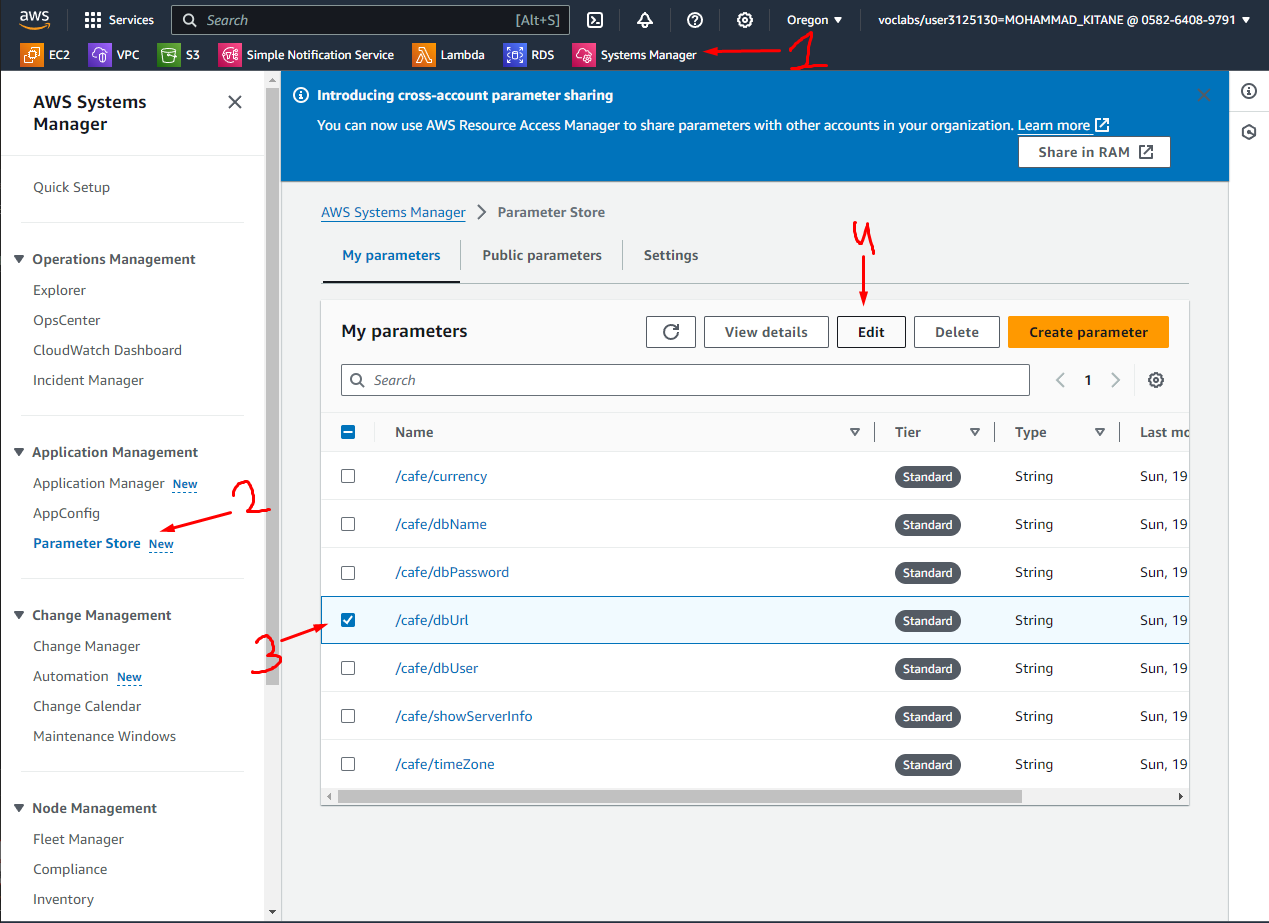 aws
Services
Search
[Alt+S]
Oregon
voclabs/user3125130=MOHAMMAD_KITANE @ 0582-6408-9791
EC2
VPC
S3
Simple Notification Service
Lambda
RDS
Systems Manager
1
AWS Systems
Manager
Quick Setup
Operations Management
Explorer
OpsCenter
CloudWatch Dashboard
Incident Manager
Application Management
Application Manager New
AppConfig
Parameter Store New
2
Change Management
Change Manager
Automation New
Change Calendar
Maintenance Windows
Node Management
Fleet Manager
Compliance
Inventory
Introducing cross-account parameter sharing
You can now use AWS Resource Access Manager to share parameters with other accounts in your organization. Learn more
Share in RAM
AWS Systems Manager > Parameter Store
4
My parameters
Public parameters
Settings
My parameters
View details
Edit
Delete
Create parameter
Search
1
Name Tier Type Last mo
/cafe/currency Standard String Sun, 19
/cafe/dbName Standard String Sun, 19
/cafe/dbPassword Standard String Sun, 19
3
/cafe/dbUrl Standard String Sun, 19
/cafe/dbUser Standard String Sun, 19
/cafe/showServerInfo Standard String Sun, 19
/cafe/timeZone Standard String Sun, 19